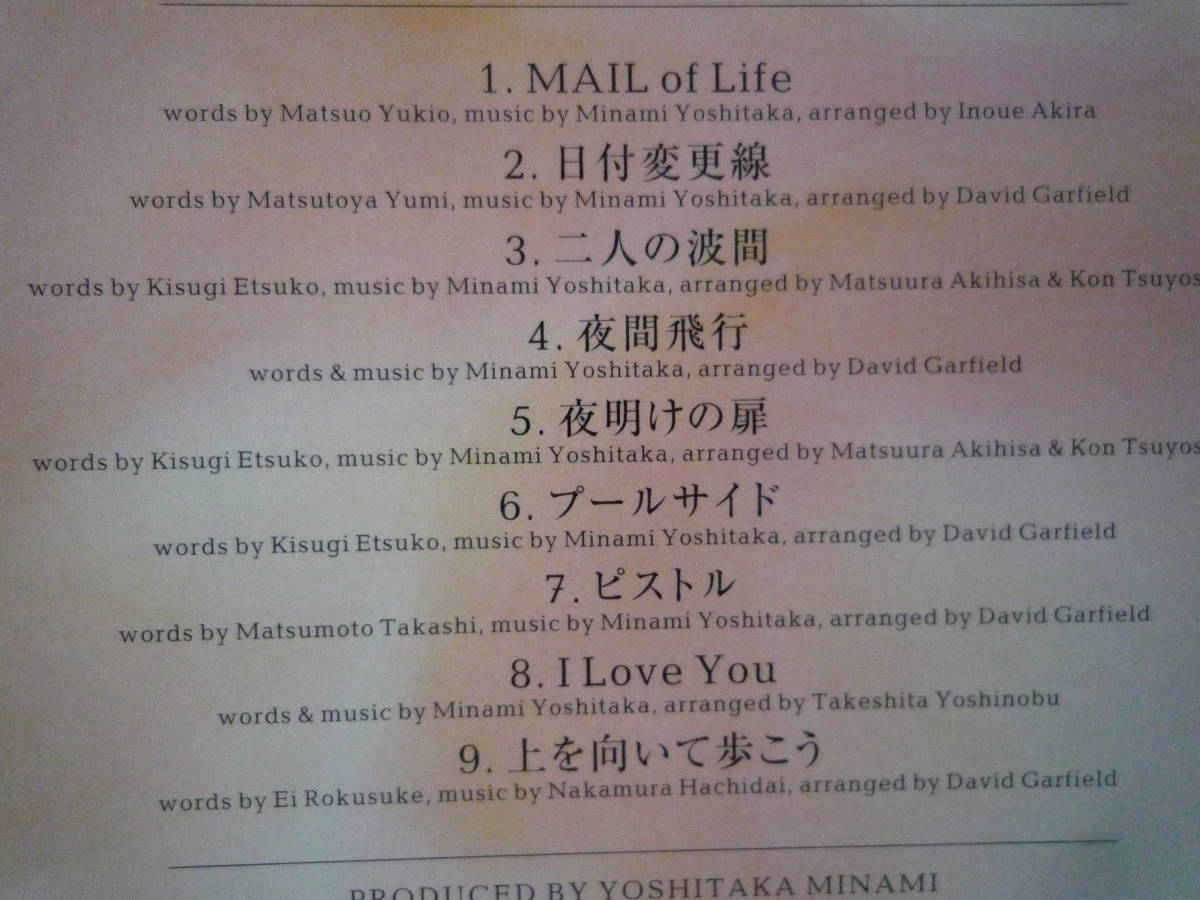 1. MAIL of Life
words by Matsuo Yukio, music by Minami Yoshitaka, arranged by Inoue Akira
2. 日付変更線
words by Matsutoya Yumi, music by Minami Yoshitaka, arranged by David Garfield
3. 二人の波間
words by Kisugi Etsuko, music by Minami Yoshitaka, arranged by Matsuura Akihisa & Kon Tsuyos
4. 夜間飛行
words & music by Minami Yoshitaka, arranged by David Garfield
5. 夜明けの扉
words by Kisugi Etsuko, music by Minami Yoshitaka, arranged by Matsuura Akihisa & Kon Tsuyos
6. プールサイド
words by Kisugi Etsuko, music by Minami Yoshitaka, arranged by David Garfield
7. ピストル
words by Matsumoto Takashi, music by Minami Yoshitaka, arranged by David Garfield
8. I Love You
words & music by Minami Yoshitaka, arranged by Takeshita Yoshinobu
9. 上を向いて歩こう
words by Ei Rokusuke, music by Nakamura Hachidai, arranged by David Garfield
PRODUCED BY YOSHITAKA MINAMI